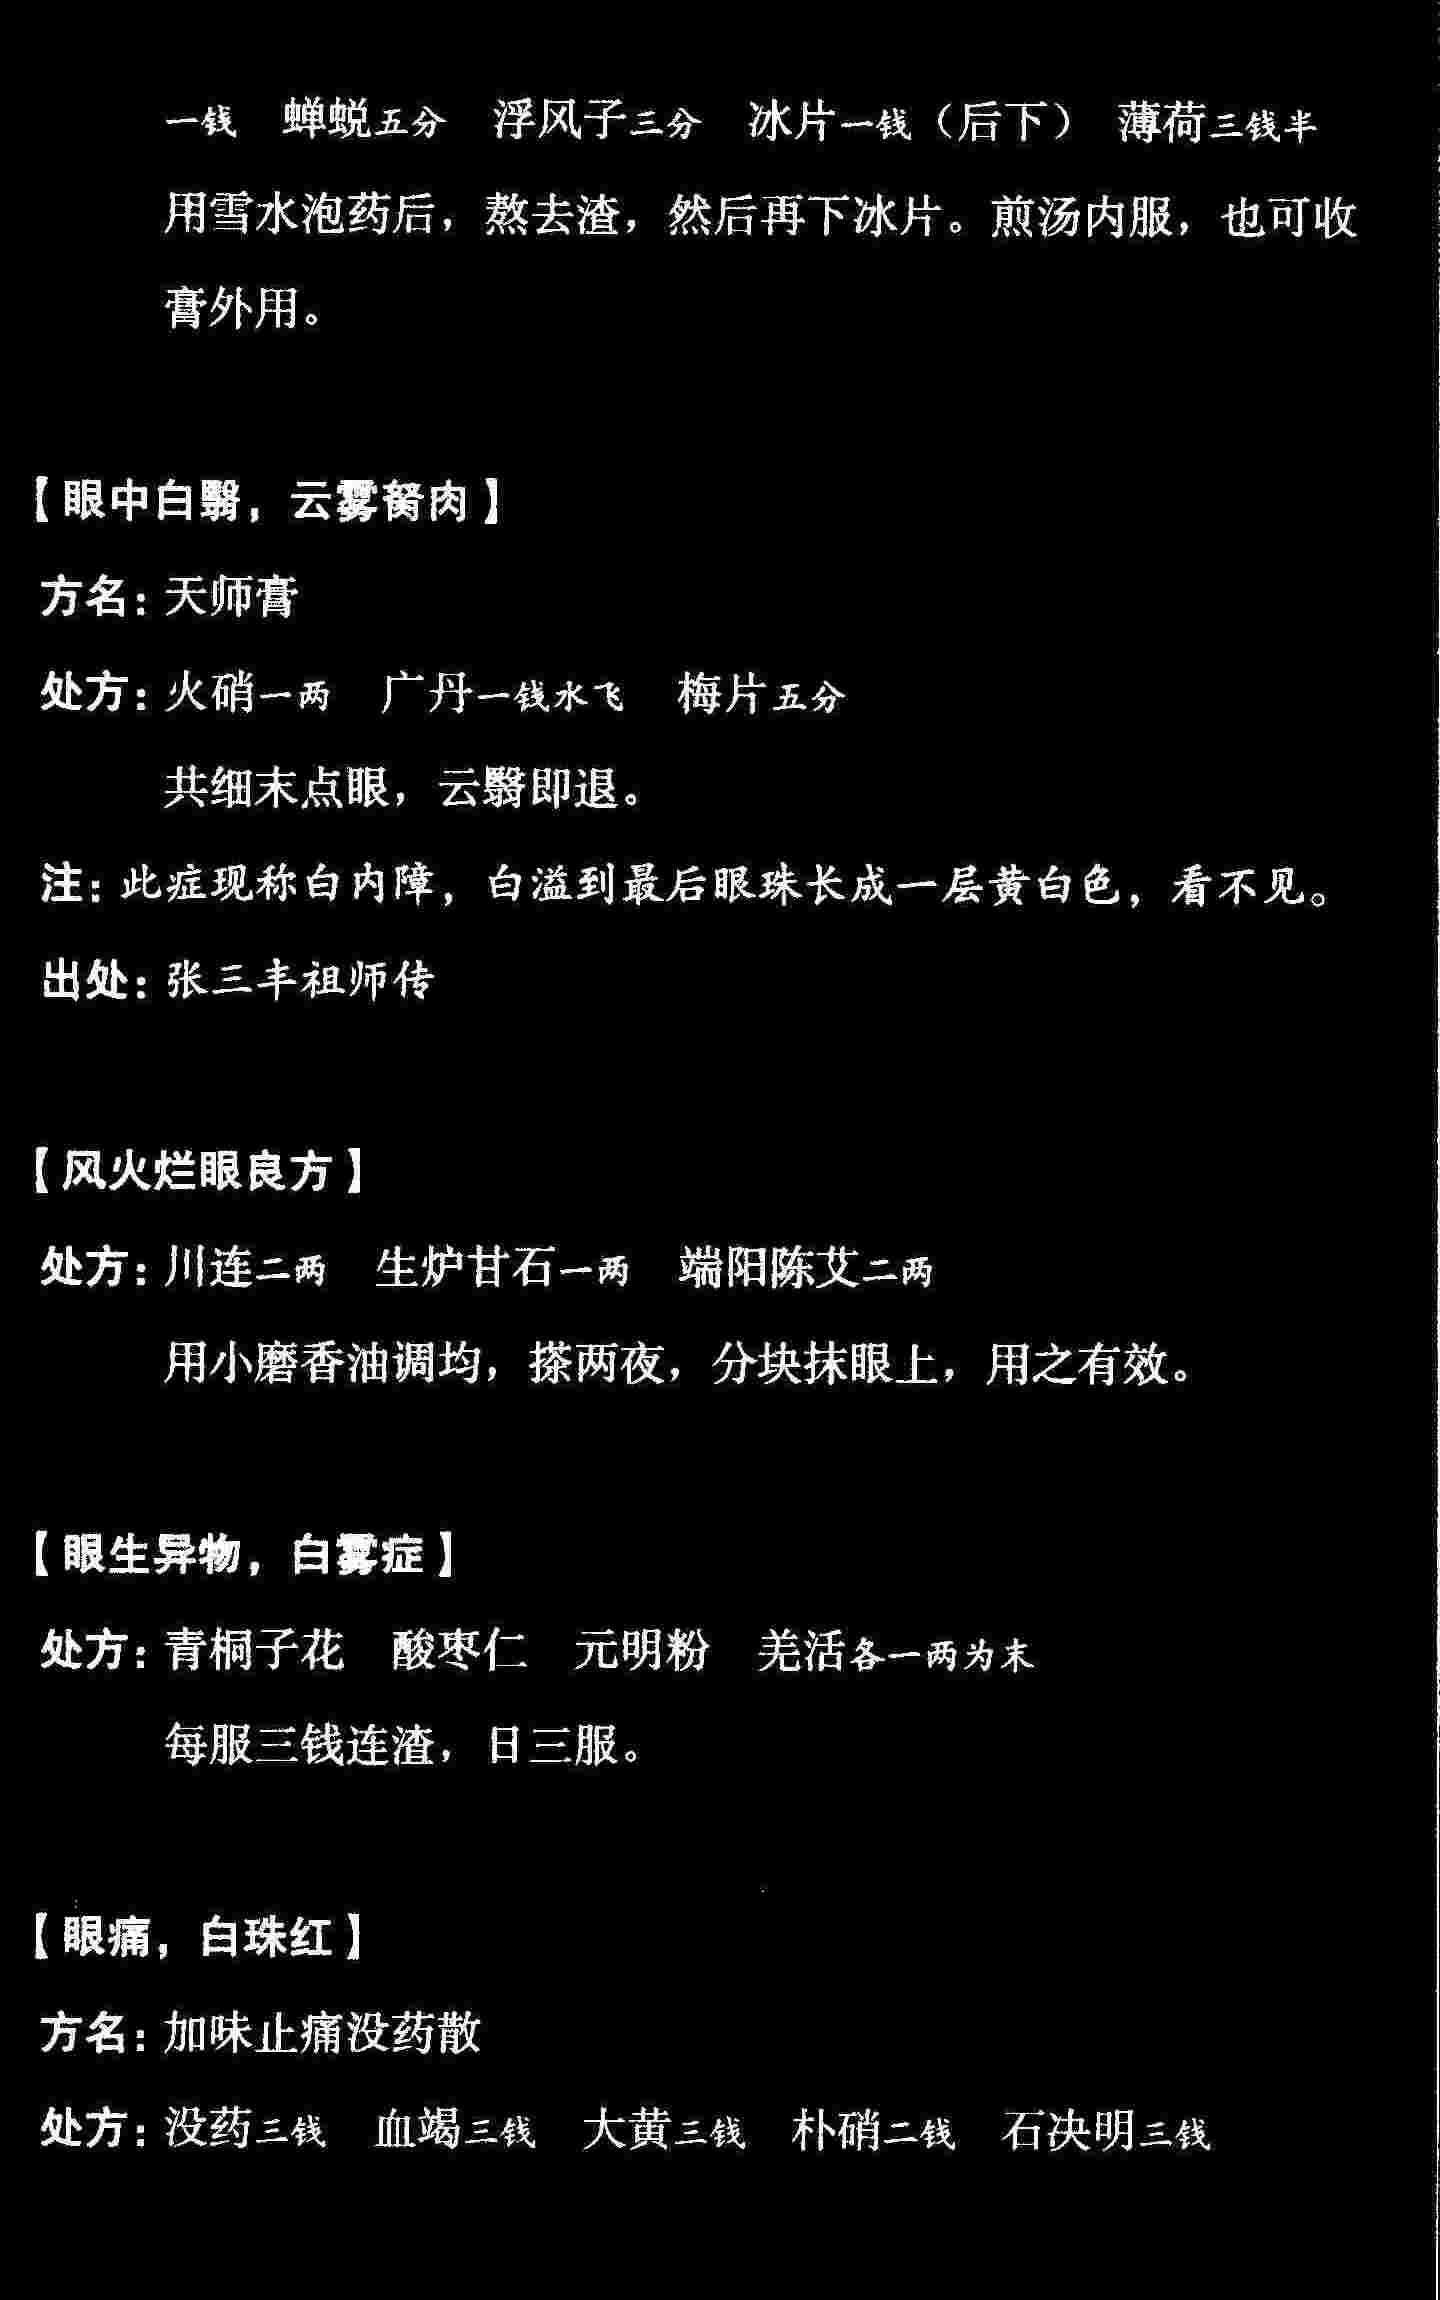 一钱 蝉蜕五分 浮风子三分 冰片一钱（后下） 薄荷三钱半
用雪水泡药后，熬去渣，然后再下冰片。煎汤内服，也可收
膏外用。
【眼中白翳，云雾胬肉】
方名：天师膏
处方：火硝一两 广丹一钱水飞 梅片五分
共细末点眼，云翳即退。
注：此症现称白内障，白溢到最后眼珠长成一层黄白色，看不见。
出处：张三丰祖师传
【风火烂眼良方】
处方：川连二两 生炉甘石一两 端阳陈艾二两
用小磨香油调均，搽两夜，分块抹眼上，用之有效。
【眼生异物，白雾症】
处方：青桐子花 酸枣仁 元明粉 羌活各一两为末
每服三钱连渣，日三服。
【眼痛，白珠红】
方名：加味止痛没药散
处方：没药三钱 血竭三钱 大黄三钱 朴硝二钱 石决明三钱